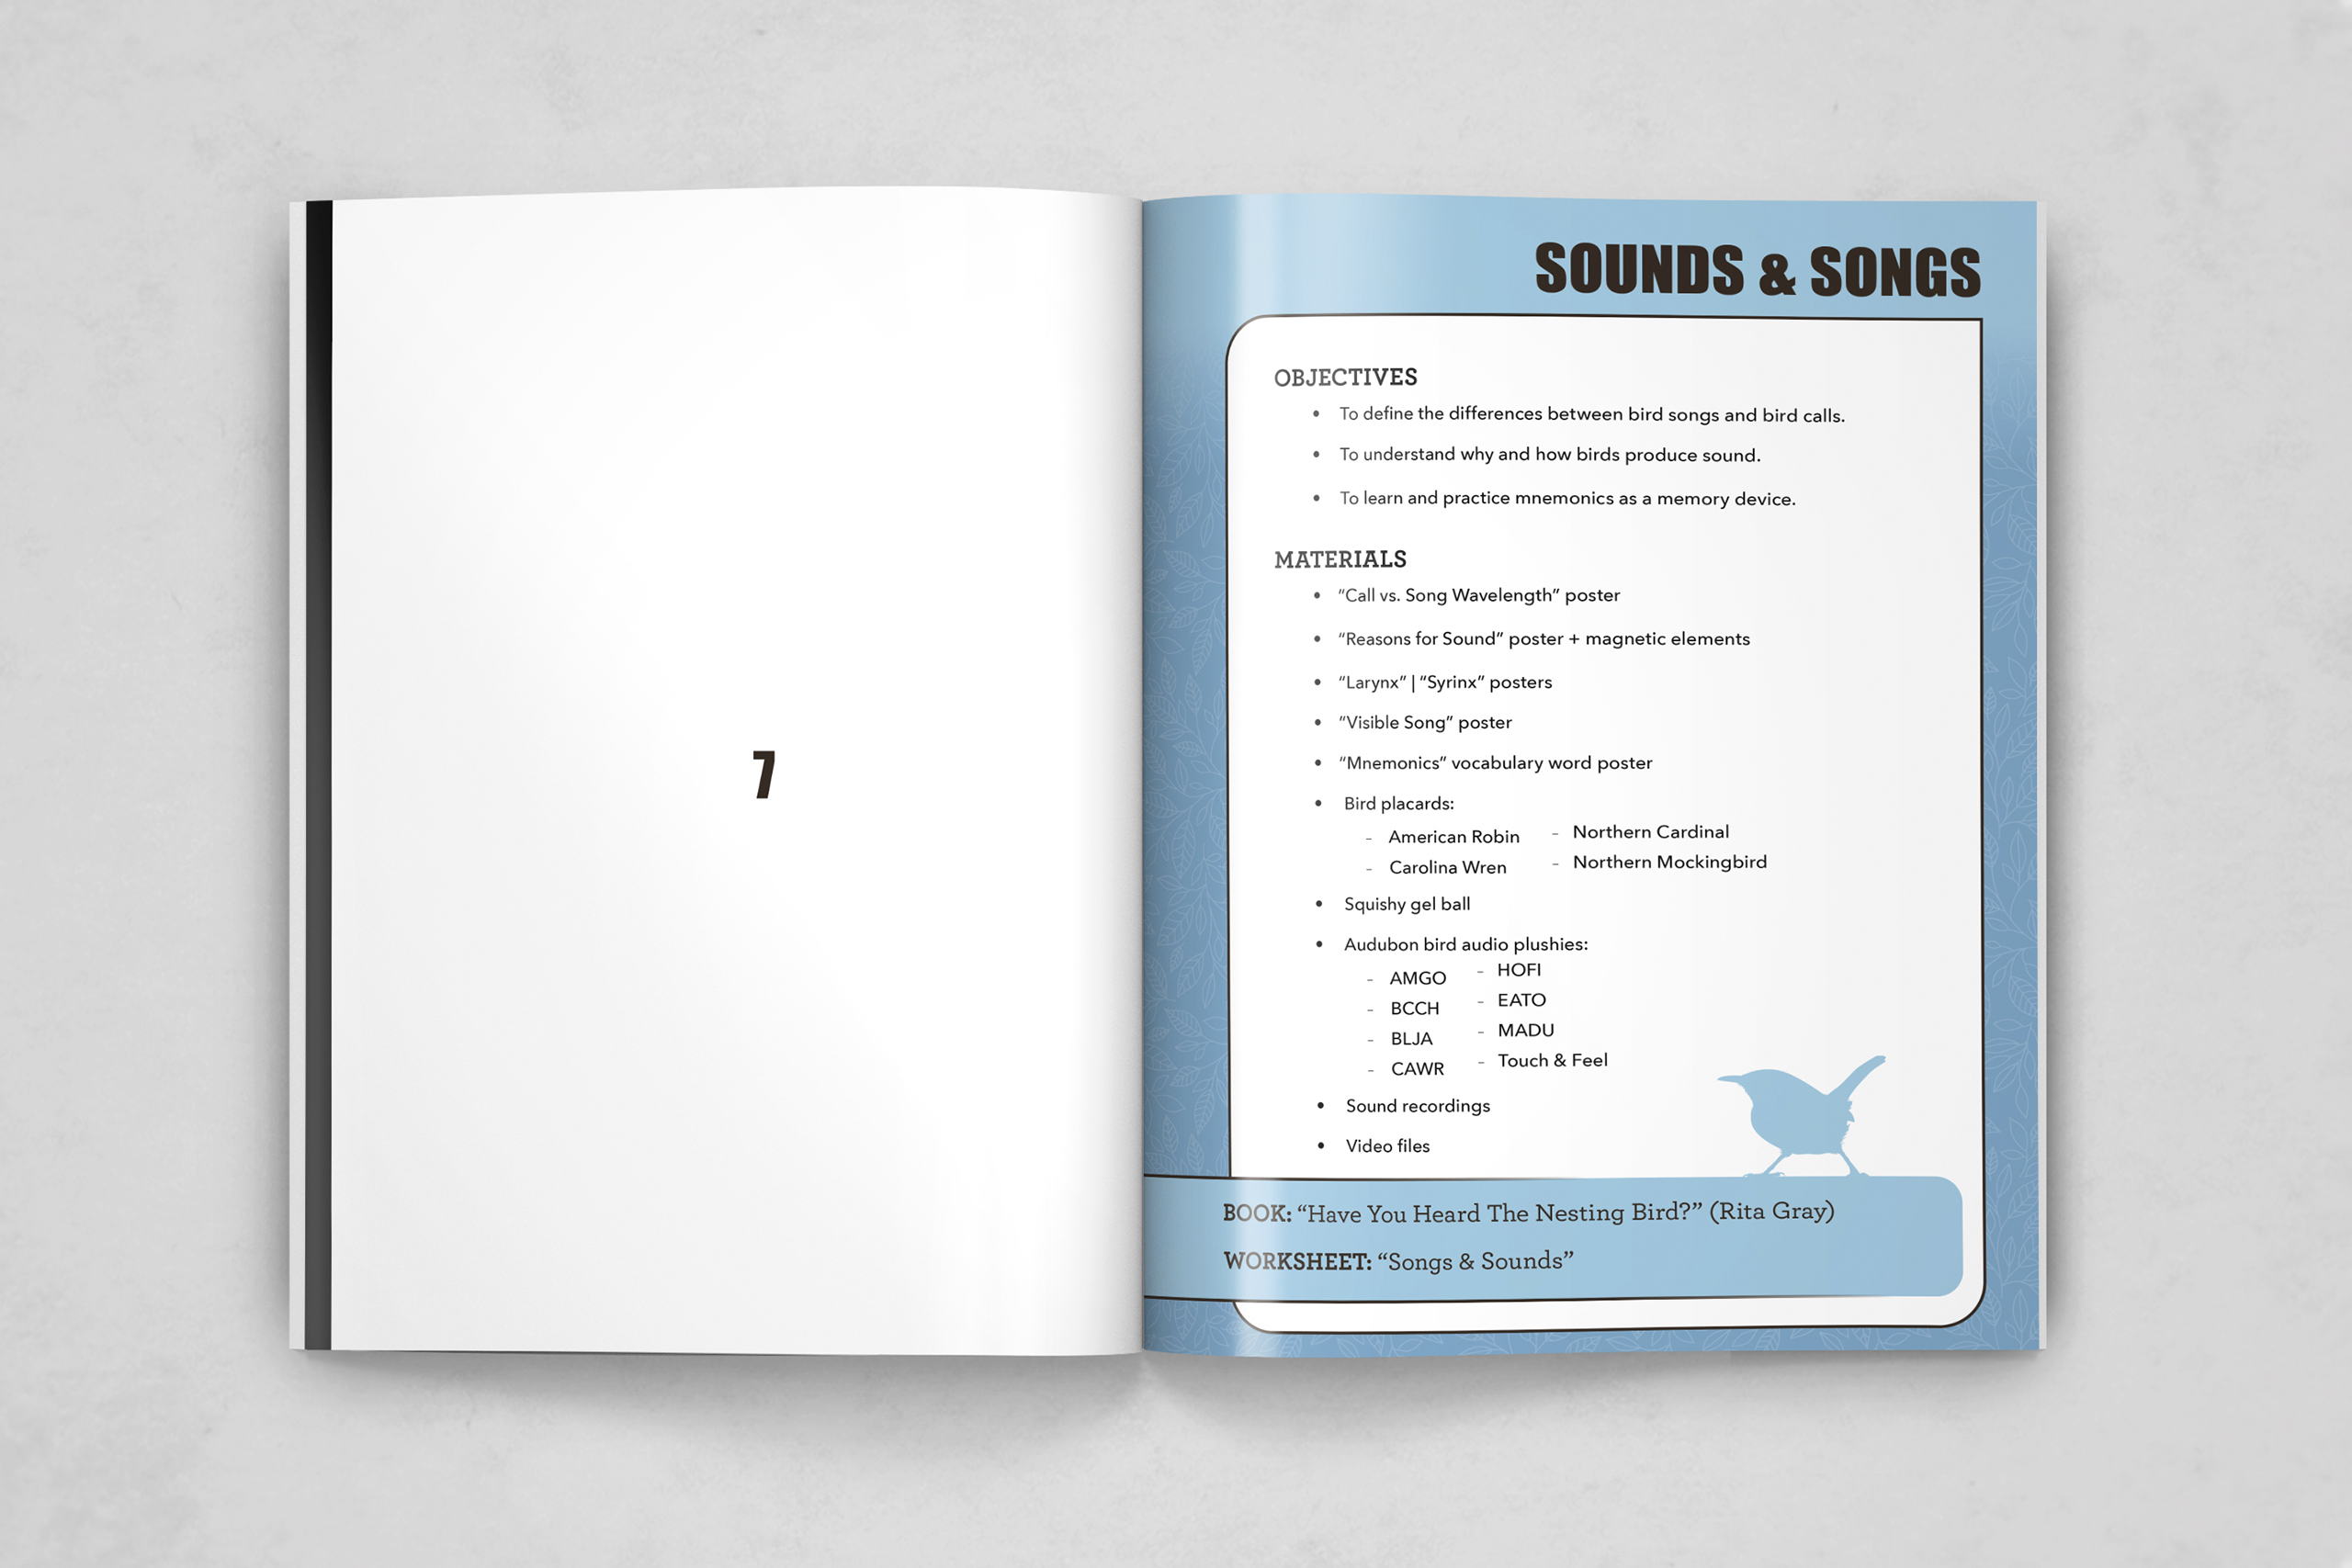 7
SOUNDS & SONGS
OBJECTIVES
• To define the differences between bird songs and bird calls.
• To understand why and how birds produce sound.
• To learn and practice mnemonics as a memory device.
MATERIALS
• “Call vs. Song Wavelength” poster
• “Reasons for Sound” poster + magnetic elements
• “Larynx” | “Syrinx” posters
• “Visible Song” poster
• “Mnemonics” vocabulary word poster
• Bird placards:
- American Robin
- Carolina Wren
- Northern Cardinal
- Northern Mockingbird
• Squishy gel ball
• Audubon bird audio plushies:
- AMGO
- BCCH
- BLJA
- CAWR
- HOFI
- EATO
- MADU
- Touch & Feel
• Sound recordings
• Video files
BOOK: “Have You Heard The Nesting Bird?” (Rita Gray)
WORKSHEET: “Songs & Sounds”